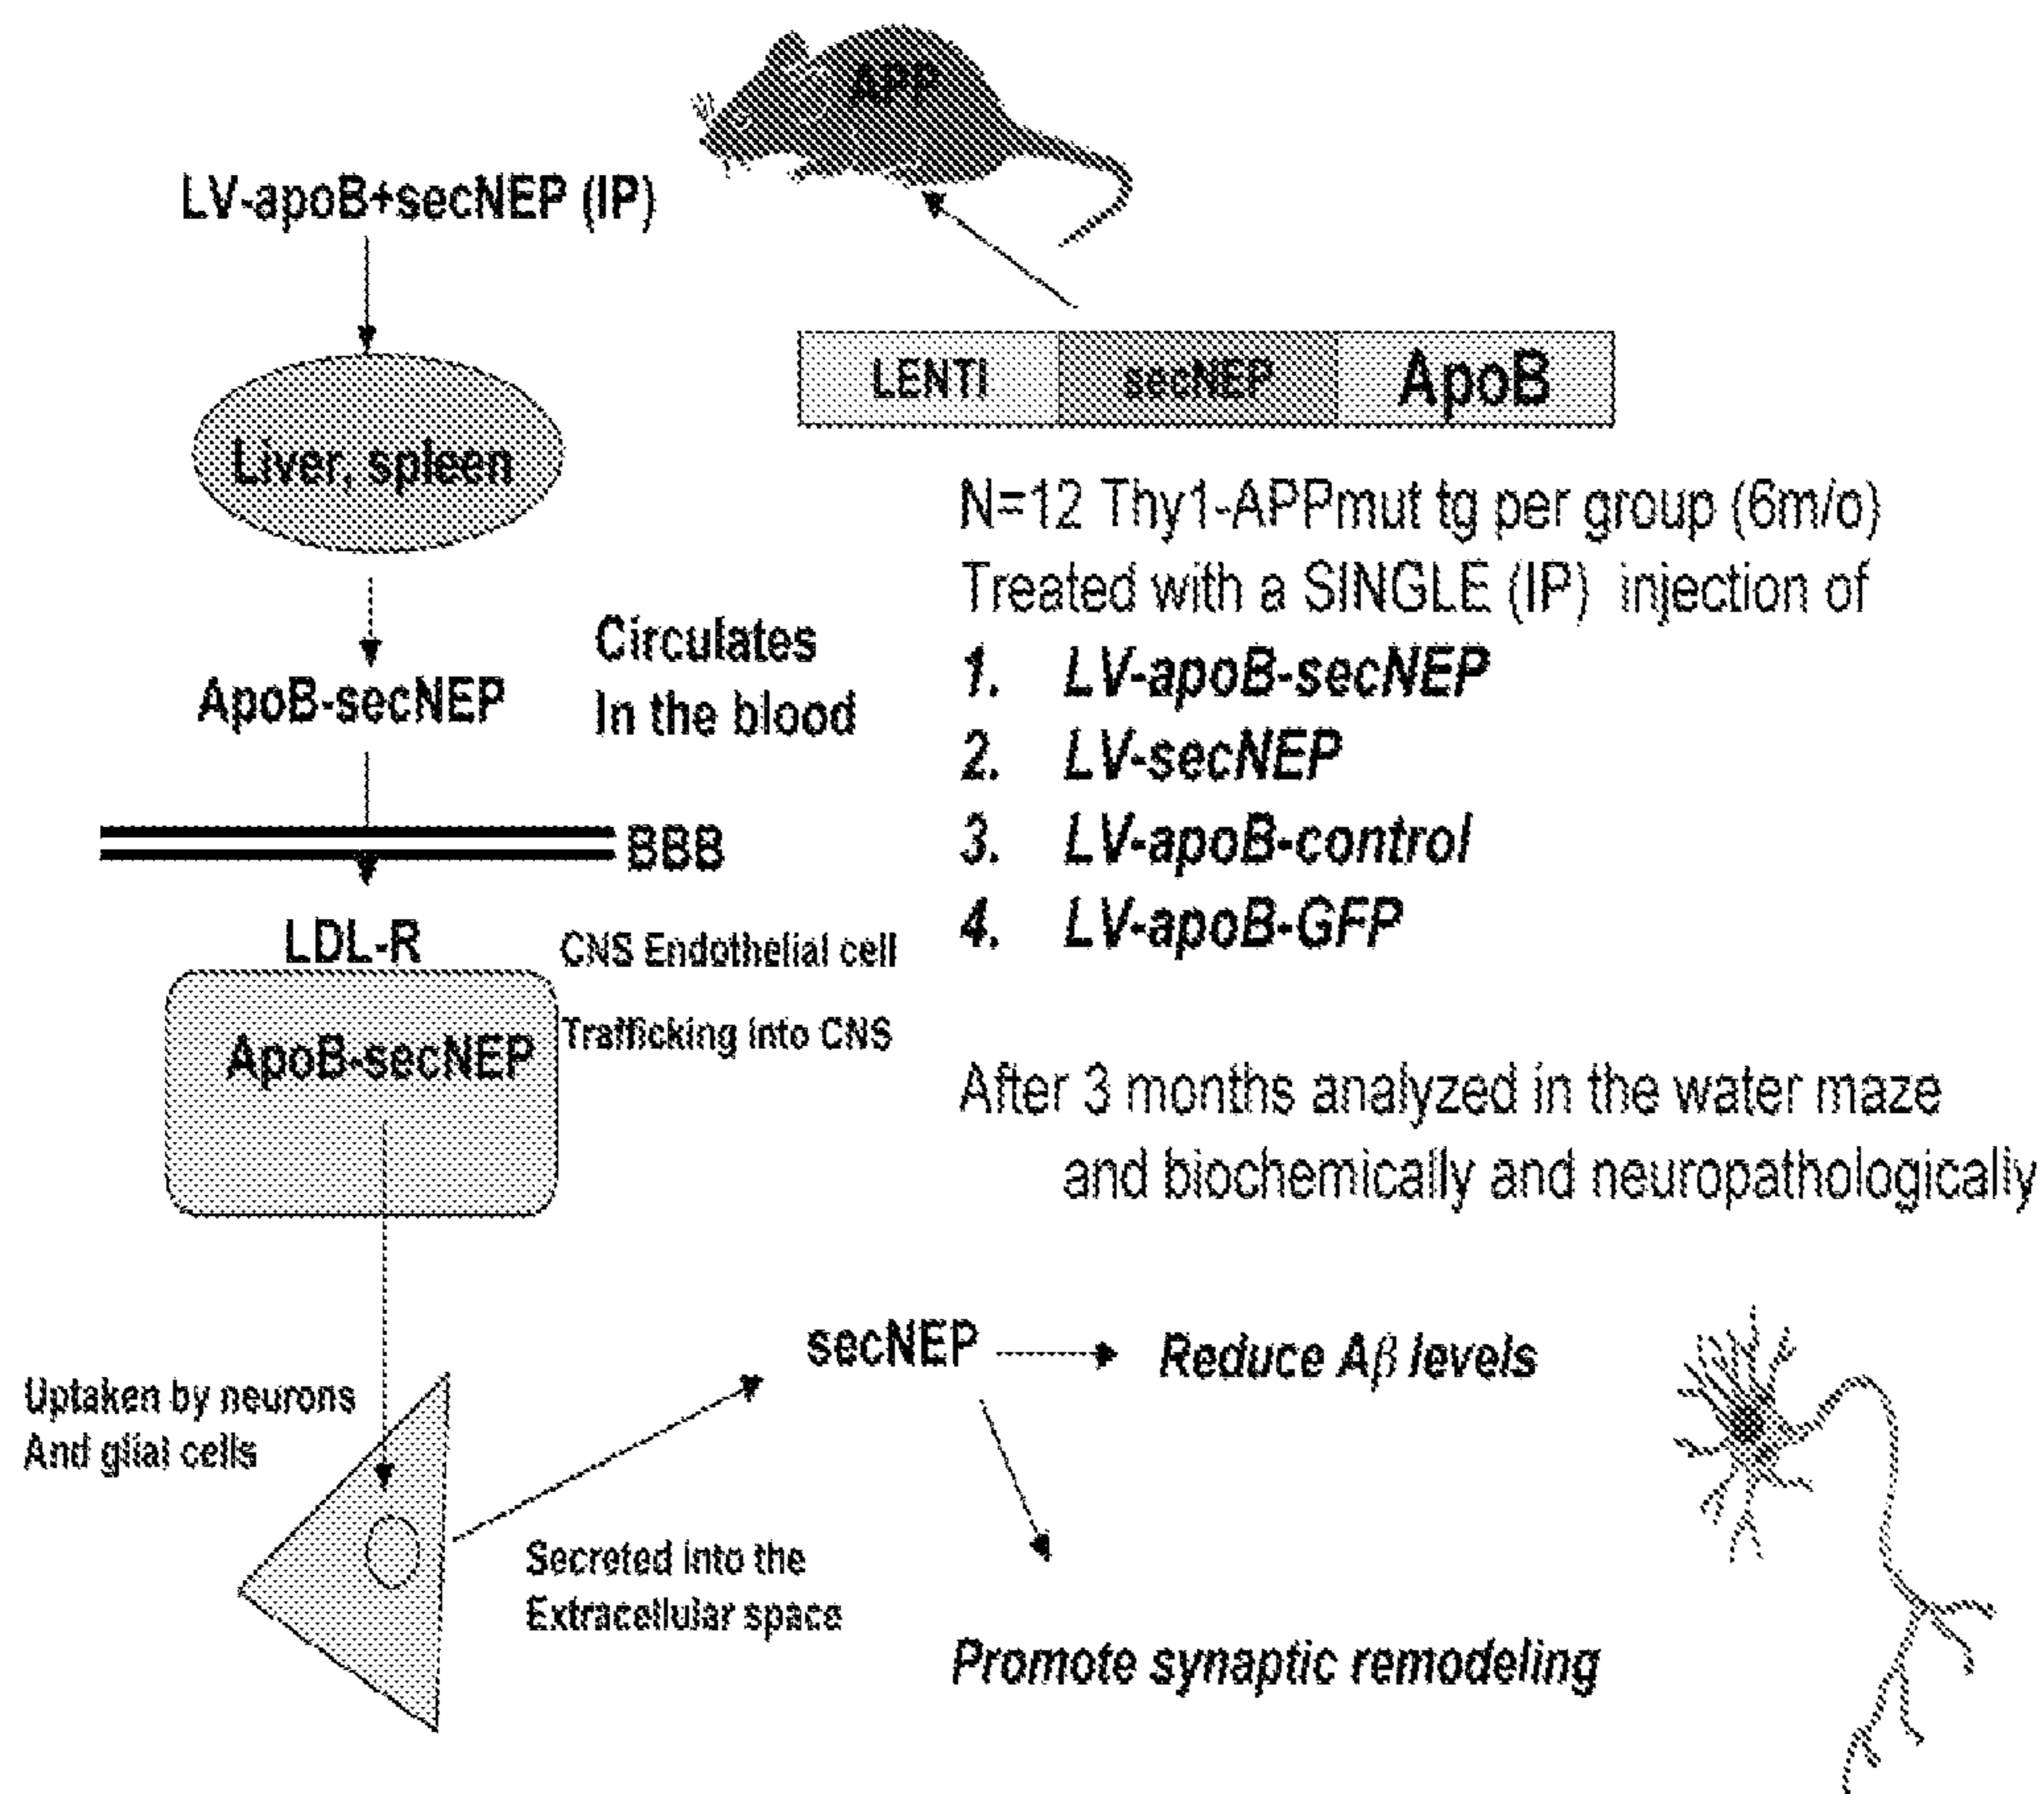 APP
LV-apoB+secNEP (IP)
LENTI secNEP ApoB
Liver, spleen
N=12 Thy1-APPmut tg per group (6m/o)
Treated with a SINGLE (IP) injection of
1. LV-apoB-secNEP
2. LV-secNEP
3. LV-apoB-control
4. LV-apoB-GFP
Circulates
In the blood
ApoB-secNEP
BBB
LDL-R
CNS Endothelial cell
Trafficking into CNS
ApoB-secNEP
After 3 months analyzed in the water maze
and biochemically and neuropathologically
Uptaken by neurons
And glial cells
secNEP
Reduce Aβ levels
Secreted into the
Extracellular space
Promote synaptic remodeling